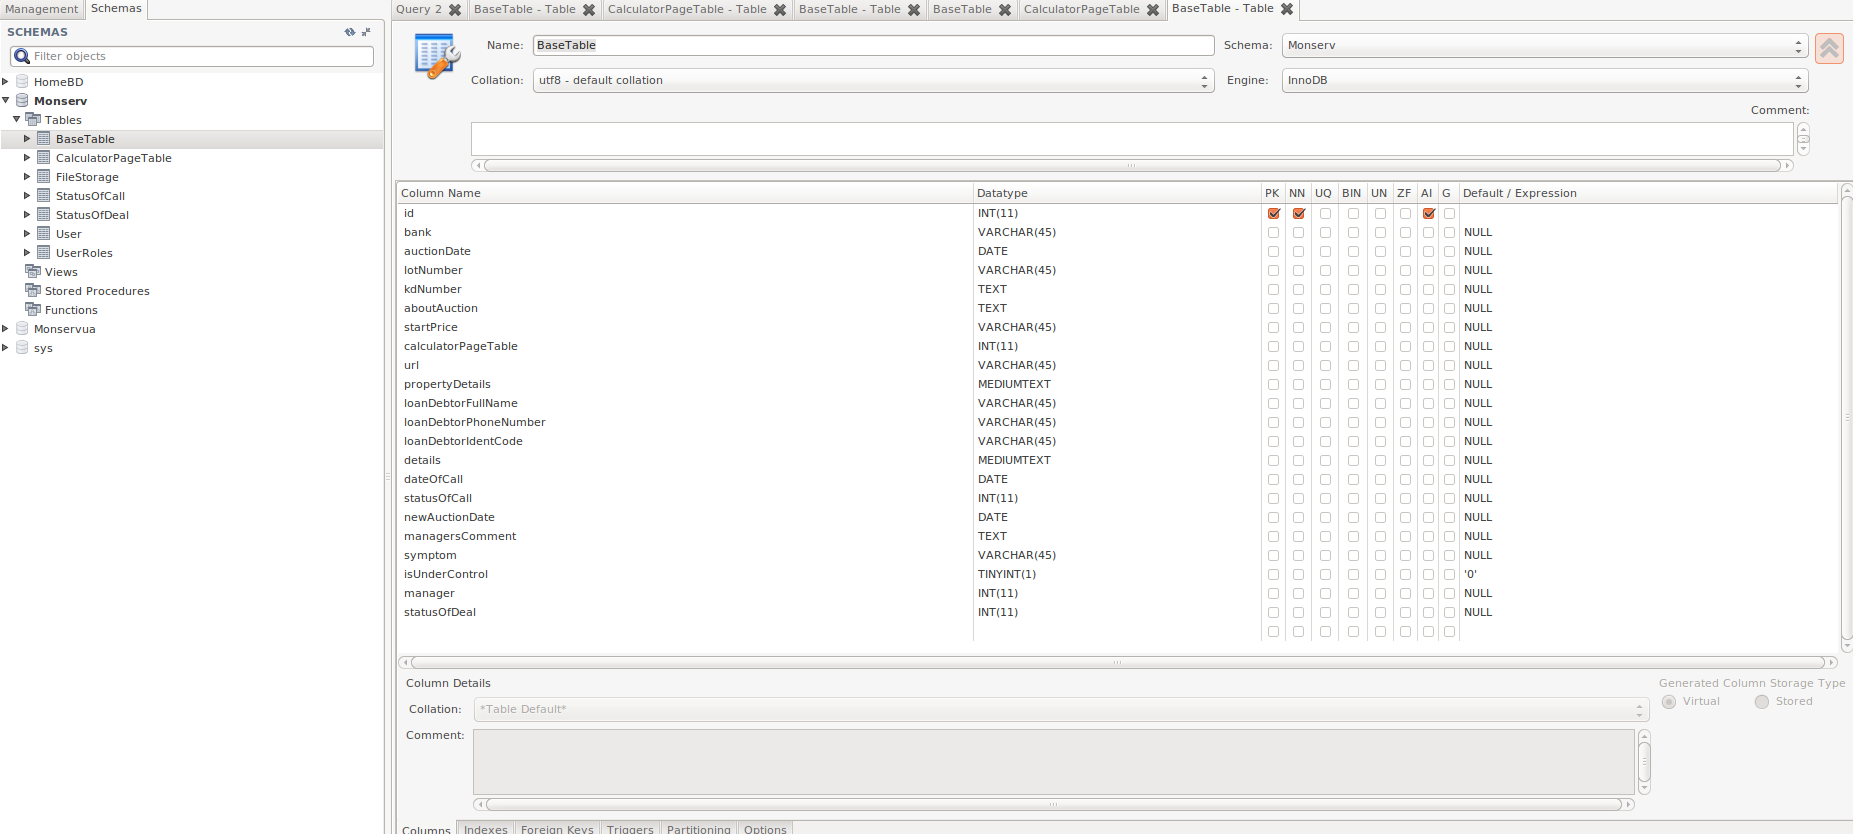 Management Schemas
SCHEMAS
Filter objects
HomeBD
Monserv
Tables
BaseTable
CalculatorPageTable
FileStorage
StatusOfCall
StatusOfDeal
User
UserRoles
Views
Stored Procedures
Functions
Monservua
sys
Query 2 BaseTable - Table CalculatorPageTable - Table BaseTable - Table BaseTable CalculatorPageTable BaseTable - Table
Name: BaseTable Schema: Monserv
Collation: utf8 - default collation Engine: InnoDB
Comment:
Column Name Datatype PK NN UQ BIN UN ZF AI G Default / Expression
id INT(11)
bank VARCHAR(45) NULL
auctionDate DATE NULL
lotNumber VARCHAR(45) NULL
kdNumber TEXT NULL
aboutAuction TEXT NULL
startPrice VARCHAR(45) NULL
calculatorPageTable INT(11) NULL
url VARCHAR(45) NULL
propertyDetails MEDIUMTEXT NULL
loanDebtorFullName VARCHAR(45) NULL
loanDebtorPhoneNumber VARCHAR(45) NULL
loanDebtorIdentCode VARCHAR(45) NULL
details MEDIUMTEXT NULL
dateOfCall DATE NULL
statusOfCall INT(11) NULL
newAuctionDate DATE NULL
managersComment TEXT NULL
symptom VARCHAR(45) NULL
isUnderControl TINYINT(1) '0'
manager INT(11) NULL
statusOfDeal INT(11) NULL
Column Details Generated Column Storage Type
Collation: *Table Default* Virtual Stored
Comment:
Columns Indexes Foreign Keys Triggers Partitioning Options